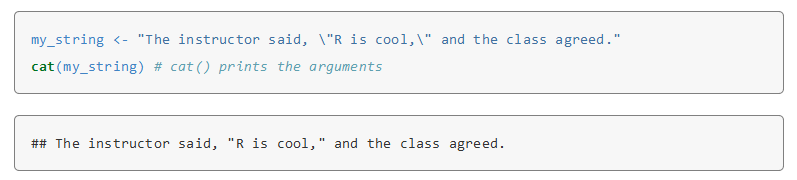 my_string <- "The instructor said, \"R is cool,\" and the class agreed."
cat(my_string) # cat() prints the arguments
## The instructor said, "R is cool," and the class agreed.